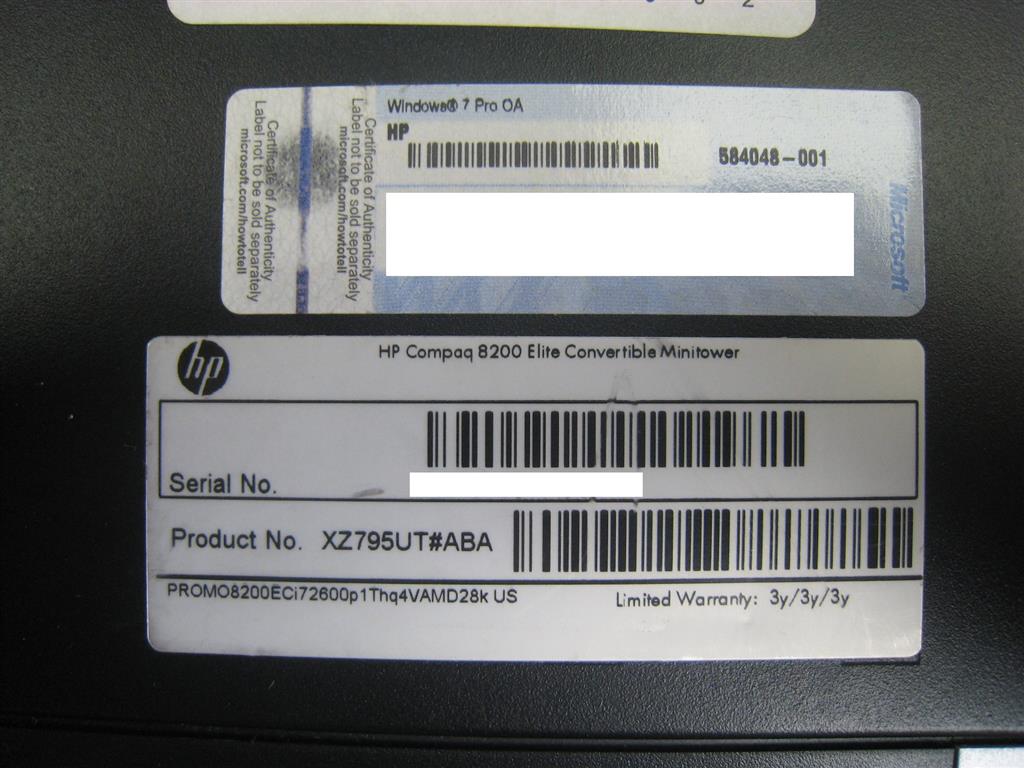 2
Windows® 7 Pro OA
HP
584048-001
Certificate of Authenticity
Label not to be sold separately
microsoft.com/howtotell
Certificate of Authenticity
Label not to be sold separately
microsoft.com/howtotell
Microsoft
hp
HP Compaq 8200 Elite Convertible Minitower
Serial No.
Product No. XZ795UT#ABA
PROMO8200ECi72600p1Thq4VAMD28k US
Limited Warranty: 3y/3y/3y